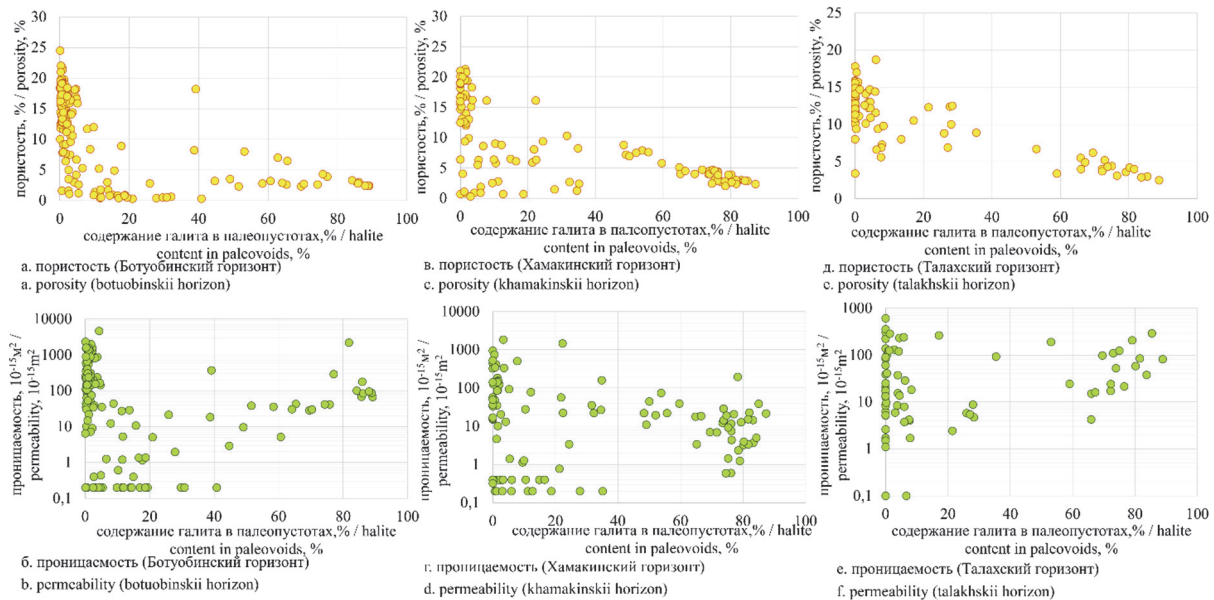 пористость, % / porosity, %
30
25
20
15
10
5
0
0 20 40 60 80 100
содержание галита в палеопустотах,% / halite
content in paleovoids, %
а. пористость (Ботуобинский горизонт)
a. porosity (botuobinskii horizon)
пористость, % / porosity, %
30
25
20
15
10
5
0
0 20 40 60 80 100
содержание галита в палеопустотах,% / halite
content in paleovoids, %
в. пористость (Хамакинский горизонт)
c. porosity (khamakinskii horizon)
пористость, % / porosity, %
25
20
15
10
5
0
0 20 40 60 80 100
содержание галита в палеопустотах,% / halite
content in paleovoids, %
д. пористость (Талахский горизонт)
e. porosity (talakhskii horizon)
проницаемость, 10⁻¹⁵м² /
permeability, 10⁻¹⁵m²
10000
1000
100
10
1
0,1
0 20 40 60 80 100
содержание галита в палеопустотах,% / halite
content in paleovoids, %
б. проницаемость (Ботуобинский горизонт)
b. permeability (botuobinskii horizon)
проницаемость, 10⁻¹⁵м² /
permeability, 10⁻¹⁵m²
10000
1000
100
10
1
0,1
0 20 40 60 80 100
содержание галита в палеопустотах,% / halite
content in paleovoids, %
г. проницаемость (Хамакинский горизонт)
d. permeability (khamakinskii horizon)
проницаемость, 10⁻¹⁵м² /
permeability, 10⁻¹⁵m²
1000
100
10
1
0,1
0 20 40 60 80 100
содержание галита в палеопустотах,% / halite
content in paleovoids, %
е. проницаемость (Талахский горизонт)
f. permeability (talakhskii horizon)